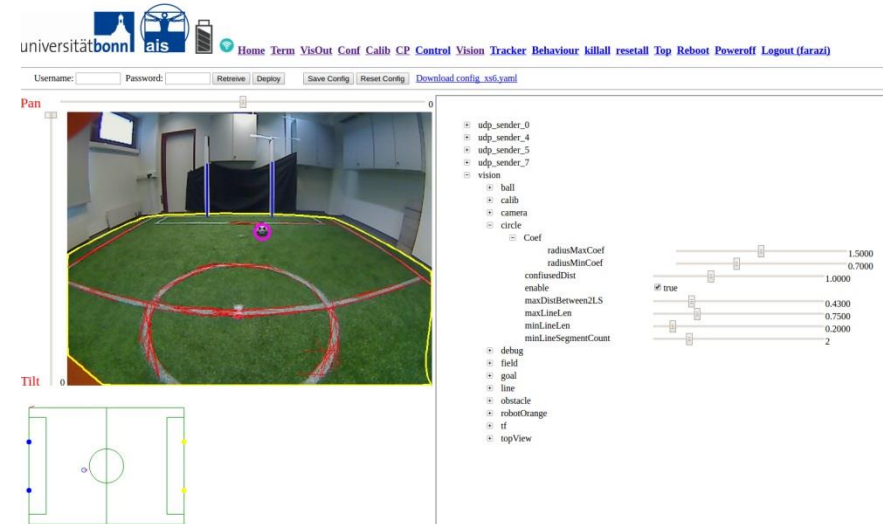 universitätbonn ais Home Term VisOut Conf Calib CP Control Vision Tracker Behaviour killall resetall Top Reboot Poweroff Logout (farazi)
Username: Password: Retreive Deploy Save Config Reset Config Download config_xs6.yaml
Pan 0
udp_sender_0
udp_sender_4
udp_sender_5
udp_sender_7
vision
ball
calib
camera
circle
Coef
radiusMaxCoef 1.5000
radiusMinCoef 0.7000
confiusedDist 1.0000
enable true
maxDistBetween2LS 0.4300
maxLineLen 0.7500
minLineLen 0.2000
minLineSegmentCount 2
debug
field
goal
line
obstacle
robotOrange
tf
topView
Tilt 0